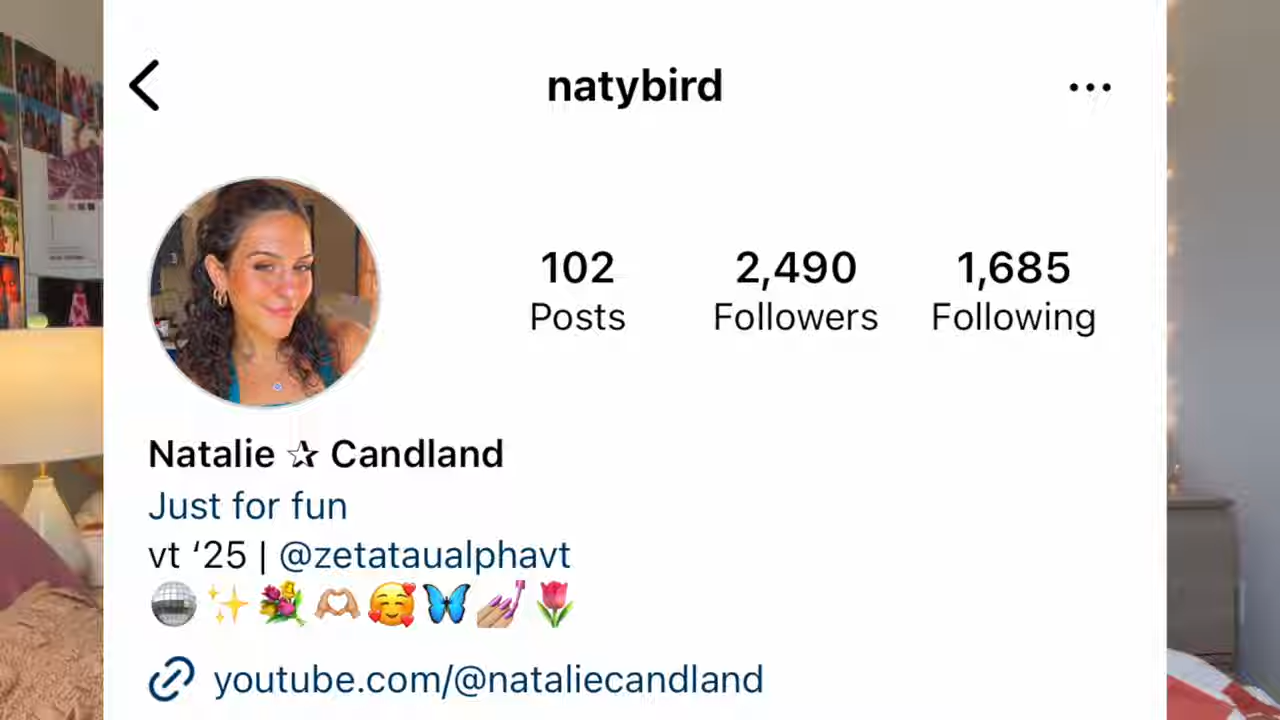 natybird
102 2,490 1,685
Posts Followers Following
Natalie ☆ Candland
Just for fun
vt ‘25 | @zetataualphavt
🪩✨💐🫶🏼🥰🦋💅🏼🌷
youtube.com/@nataliecandland